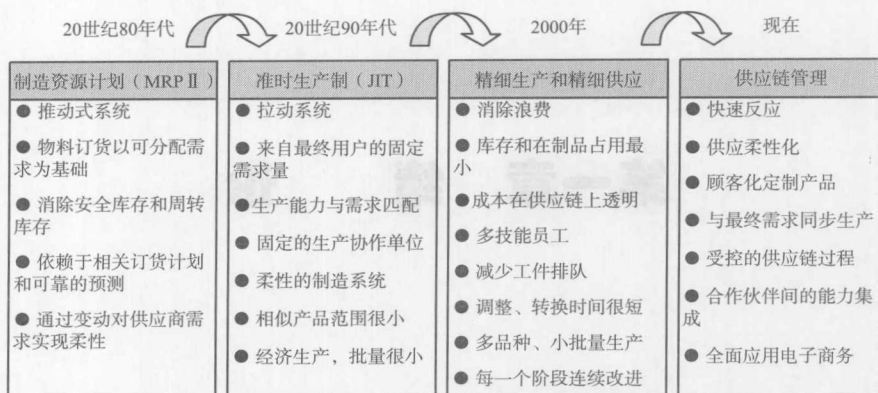 20世纪80年代
20世纪90年代
2000年
现在
制造资源计划（MRPⅡ）
● 推动式系统
● 物料订货以可分配需
求为基础
● 消除安全库存和周转
库存
● 依赖于相关订货计划
和可靠的预测
● 通过变动对供应商需
求实现柔性
准时生产制（JIT）
● 拉动系统
● 来自最终用户的固定
需求量
●生产能力与需求匹配
● 固定的生产协作单位
● 柔性的制造系统
● 相似产品范围很小
● 经济生产，批量很小
精细生产和精细供应
● 消除浪费
● 库存和在制品占用最
小
●成本在供应链上透明
● 多技能员工
● 减少工件排队
● 调整、转换时间很短
● 多品种、小批量生产
● 每一个阶段连续改进
供应链管理
● 快速反应
● 供应柔性化
● 顾客化定制产品
● 与最终需求同步生产
● 受控的供应链过程
● 合作伙伴间的能力集
成
● 全面应用电子商务